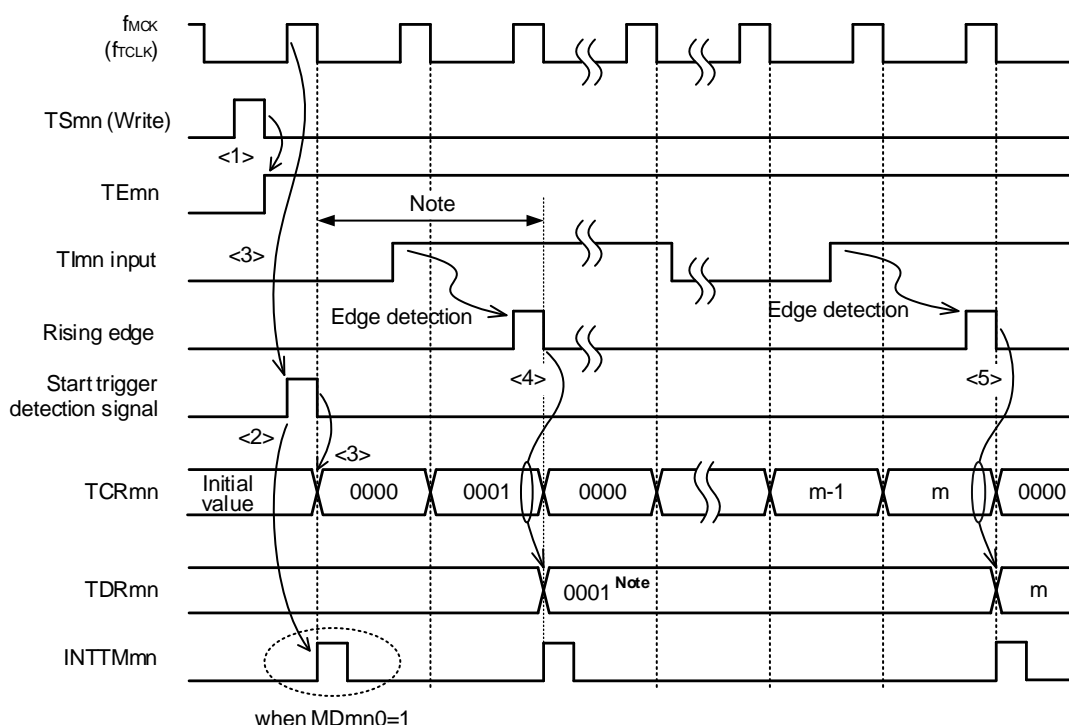 fMCK
(fTCLK)
TSmn (Write)
<1>
TEmn
Note
TImn input
<3>
Edge detection
Edge detection
Rising edge
<4>
<5>
Start trigger
detection signal
<2>
<3>
TCRmn
Initial
value
0000
0001
0000
m-1
m
0000
TDRmn
0001 Note
m
INTTMmn
when MDmn0=1